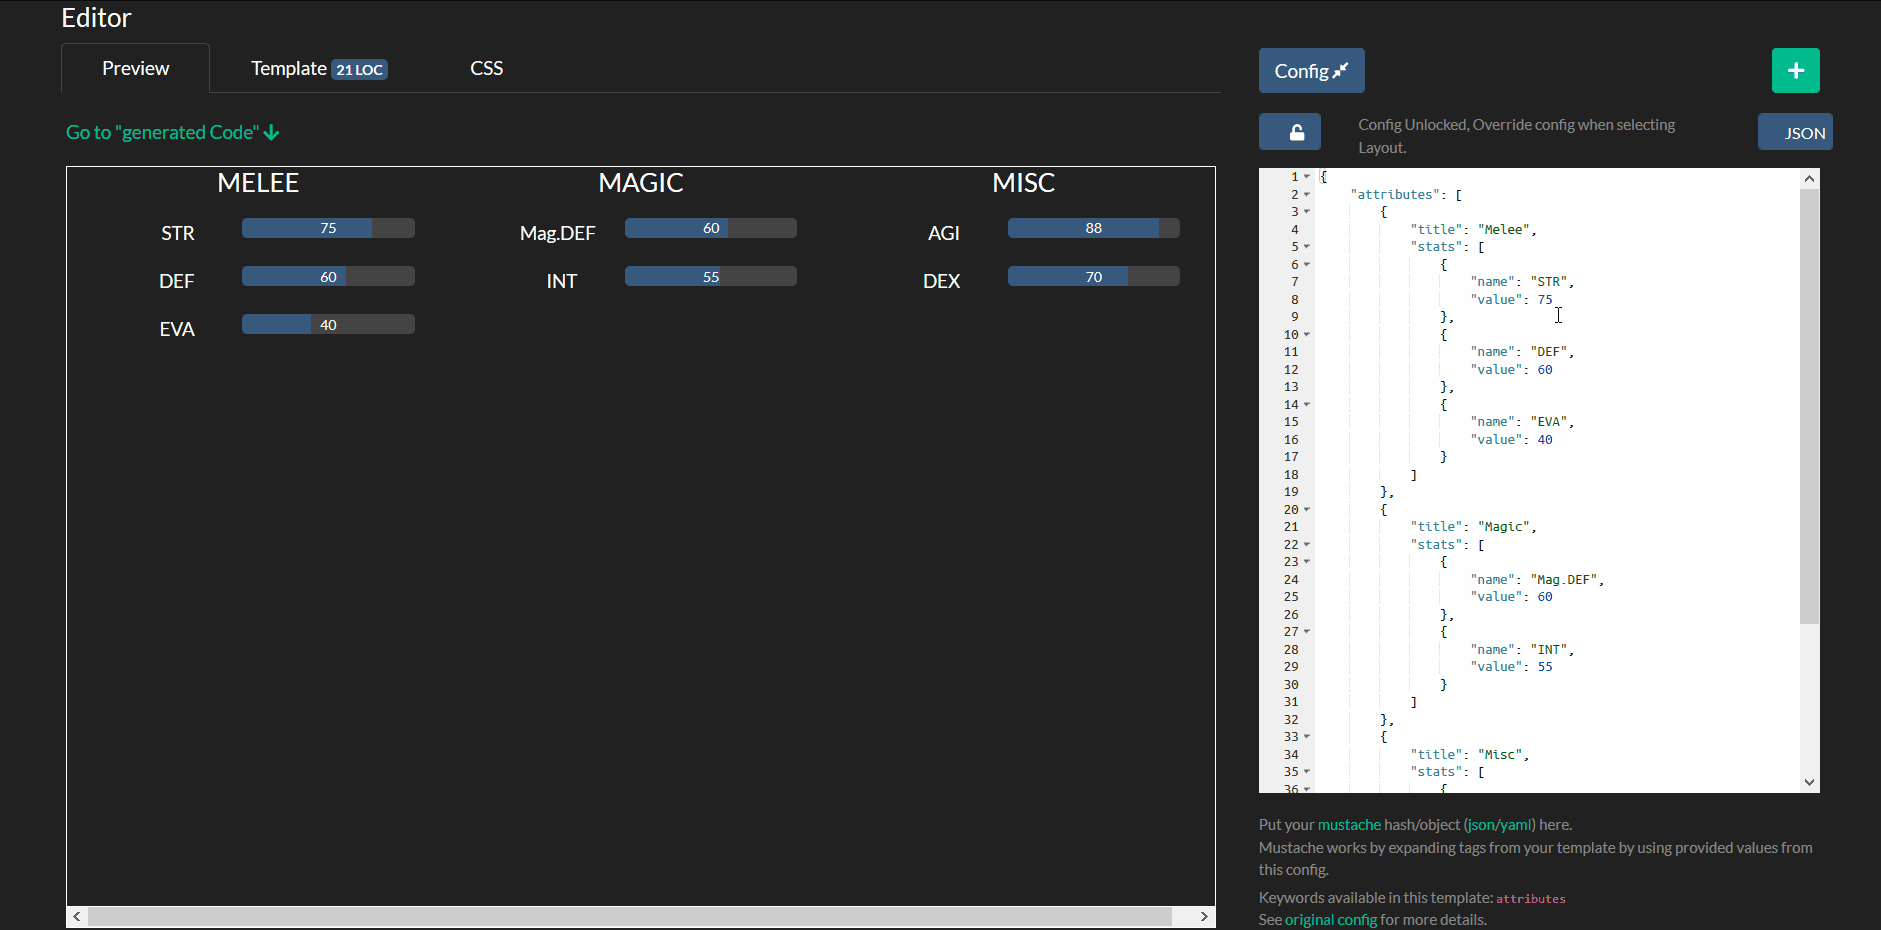 Editor
Preview
Template 21 LOC
CSS
Go to "generated Code"
MELEE
MAGIC
MISC
STR 75
Mag.DEF 60
AGI 88
DEF 60
INT 55
DEX 70
EVA 40
Config
+
Config Unlocked, Override config when selecting
Layout.
JSON
1 {
2 "attributes": [
3 {
4 "title": "Melee",
5 "stats": [
6 {
7 "name": "STR",
8 "value": 75
9 },
10 {
11 "name": "DEF",
12 "value": 60
13 },
14 {
15 "name": "EVA",
16 "value": 40
17 }
18 ]
19 },
20 {
21 "title": "Magic",
22 "stats": [
23 {
24 "name": "Mag.DEF",
25 "value": 60
26 },
27 {
28 "name": "INT",
29 "value": 55
30 }
31 ]
32 },
33 {
34 "title": "Misc",
35 "stats": [
36 {
Put your mustache hash/object (json/yaml) here.
Mustache works by expanding tags from your template by using provided values from
this config.
Keywords available in this template: attributes
See original config for more details.